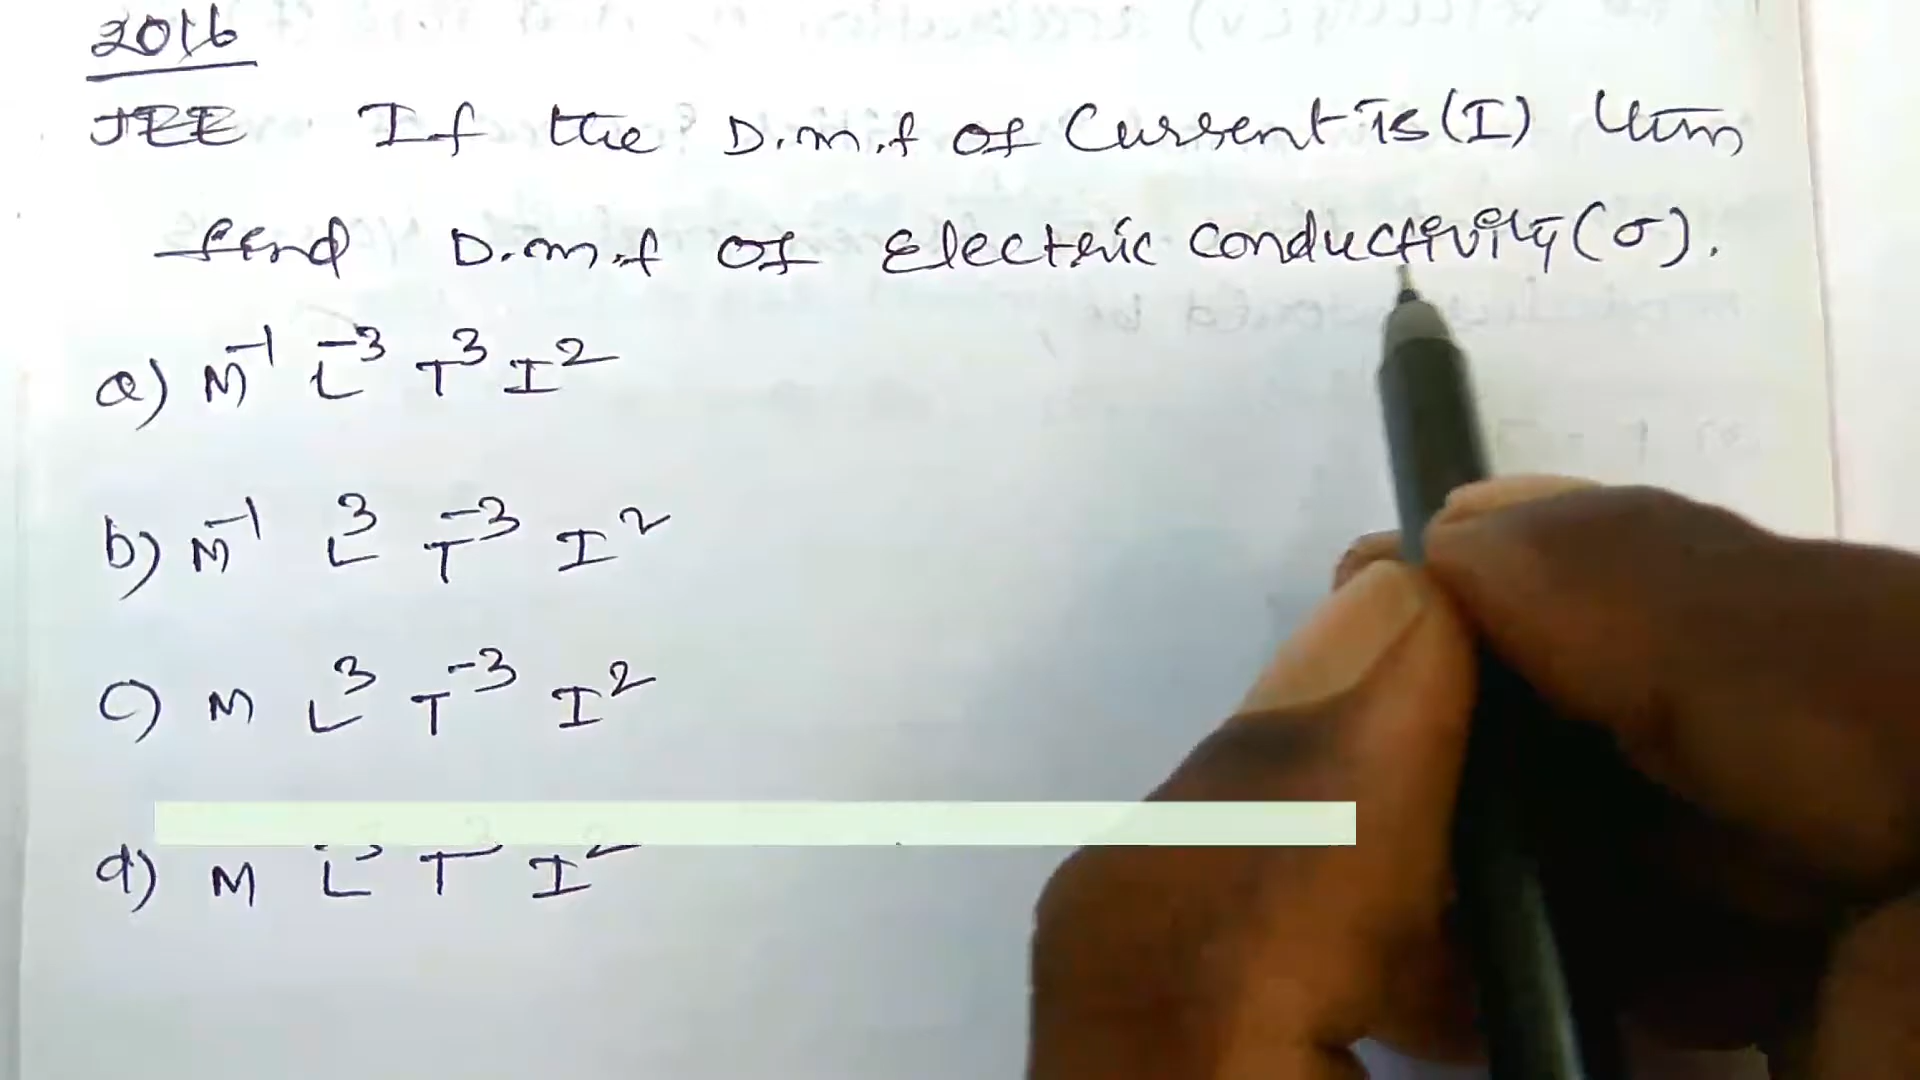 2016
JEE If the D.m.f of Current is (I) then
find D.m.f of Electric conductivity (σ).
a) M⁻¹ L⁻³ T³ I²
b) M⁻¹ L³ T⁻³ I²
c) M L³ T⁻³ I²
d) M L T I²